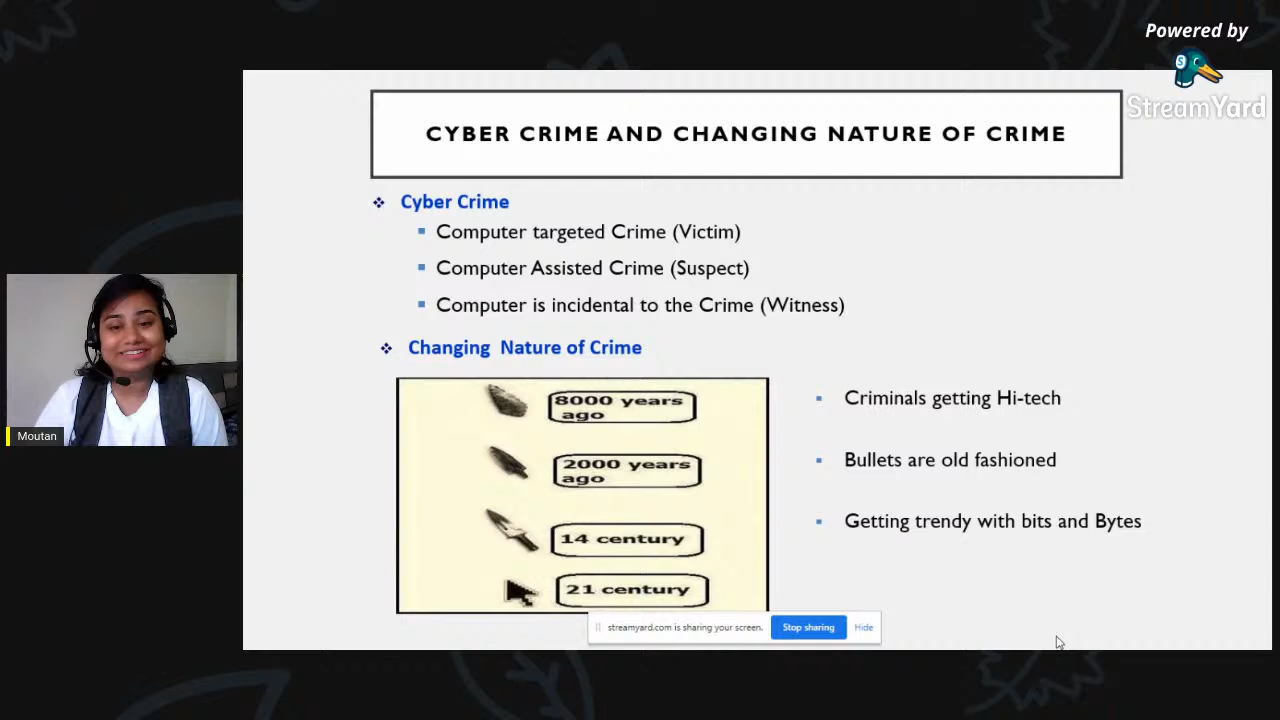 Powered by
StreamYard
CYBER CRIME AND CHANGING NATURE OF CRIME
Cyber Crime
Computer targeted Crime (Victim)
Computer Assisted Crime (Suspect)
Computer is incidental to the Crime (Witness)
Changing Nature of Crime
8000 years
ago
2000 years
ago
14 century
21 century
Criminals getting Hi-tech
Bullets are old fashioned
Getting trendy with bits and Bytes
streamyard.com is sharing your screen.
Stop sharing
Hide
Moutan